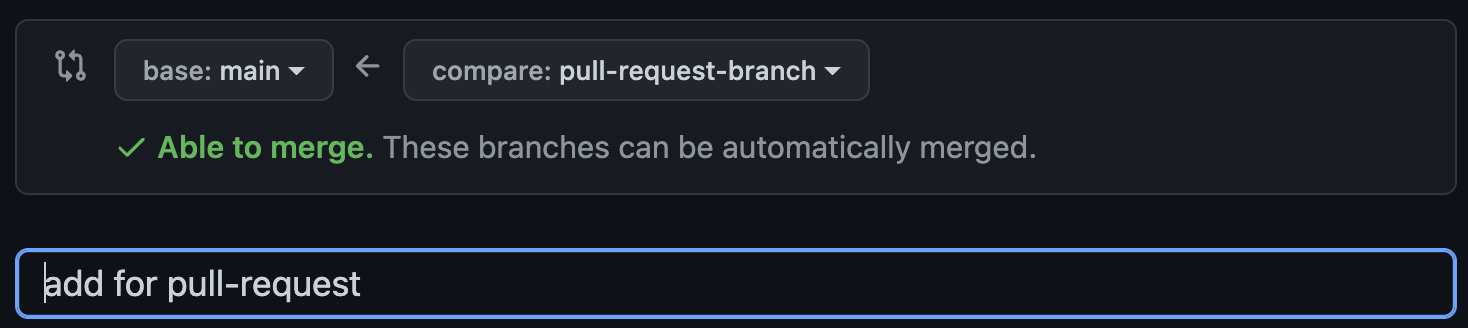 base: main compare: pull-request-branch
Able to merge. These branches can be automatically merged.
add for pull-request